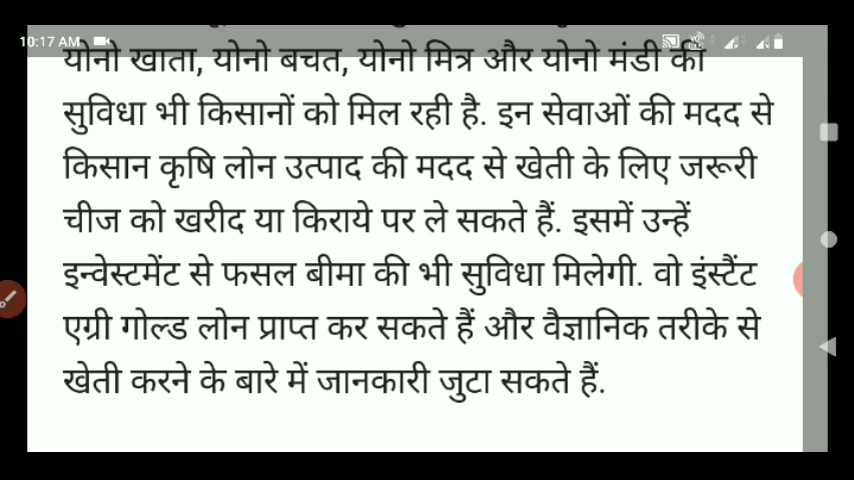 10:17 AM
योनो खाता, योनो बचत, योनो मित्र और योनो मंडी की
सुविधा भी किसानों को मिल रही है. इन सेवाओं की मदद से
किसान कृषि लोन उत्पाद की मदद से खेती के लिए जरूरी
चीज को खरीद या किराये पर ले सकते हैं. इसमें उन्हें
इन्वेस्टमेंट से फसल बीमा की भी सुविधा मिलेगी. वो इंस्टैंट
एग्री गोल्ड लोन प्राप्त कर सकते हैं और वैज्ञानिक तरीके से
खेती करने के बारे में जानकारी जुटा सकते हैं.